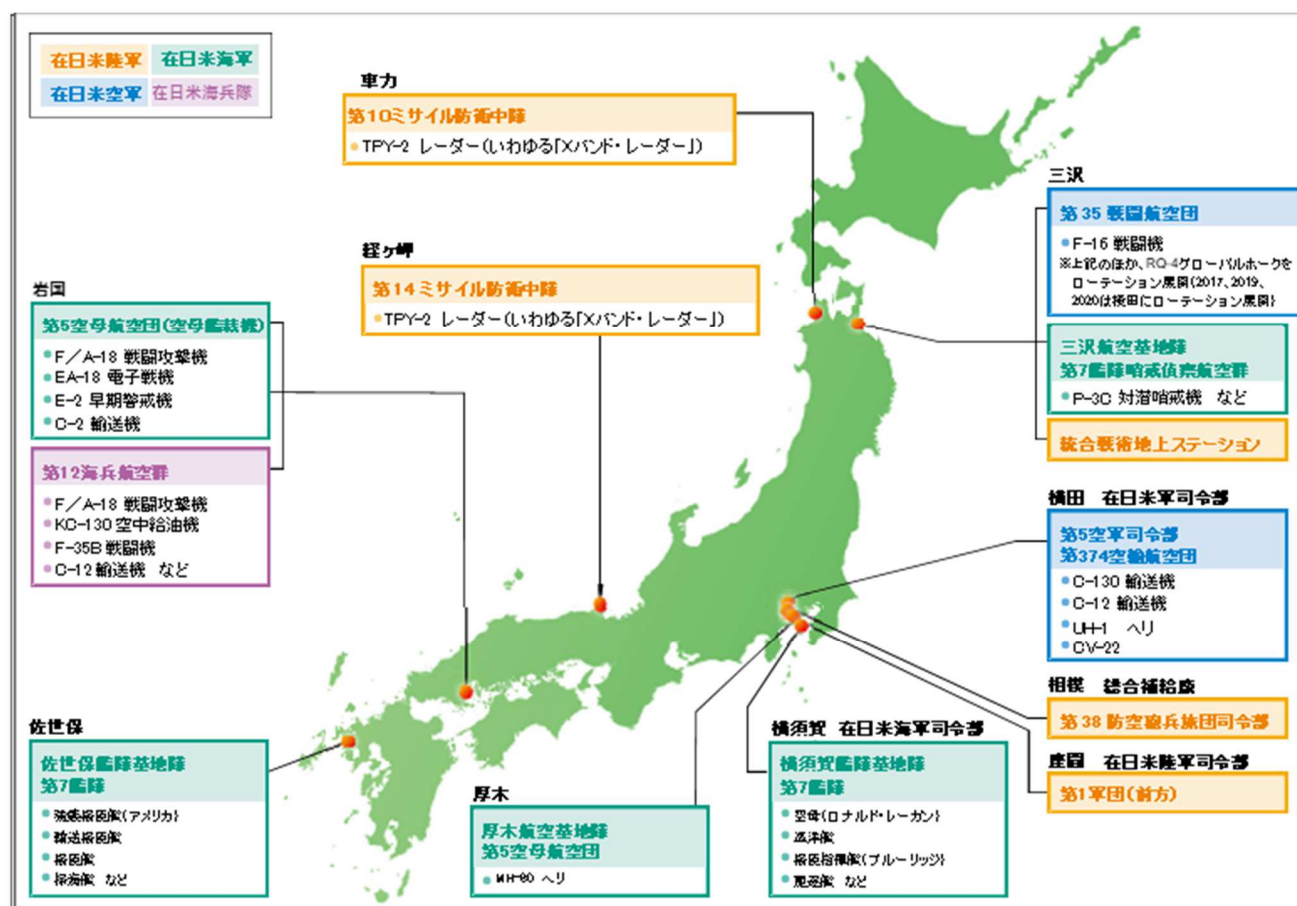 在日米陸軍 在日米海軍
在日米空軍 在日米海兵隊
車力
第10ミサイル防衛中隊
• TPY-2 レーダー(いわゆる「Xバンド・レーダー」)
経ヶ岬
第14ミサイル防衛中隊
• TPY-2 レーダー(いわゆる「Xバンド・レーダー」)
岩国
第5空母航空団(空母艦載機)
• F/A-18 戦闘攻撃機
• EA-18 電子戦機
• E-2 早期警戒機
• C-2 輸送機
第12海兵航空群
• F/A-18 戦闘攻撃機
• KC-130 空中給油機
• F-35B 戦闘機
• C-12 輸送機 など
佐世保
佐世保艦隊基地隊
第7艦隊
• 強襲揚陸艦(アメリカ)
• 輸送揚陸艦
• 揚陸艦
• 掃海艦 など
厚木
厚木航空基地隊
第5空母航空団
• MH-60 ヘリ
横須賀 在日米海軍司令部
横須賀艦隊基地隊
第7艦隊
• 空母(ロナルド・レーガン)
• 巡洋艦
• 揚陸指揮艦(ブルーリッジ)
• 駆逐艦 など
三沢
第35 戦闘航空団
• F-16 戦闘機
※上記のほか、RQ-4グローバルホークを
ローテーション展開(2017、2019、
2020は横田にローテーション展開)
三沢航空基地隊
第7艦隊哨戒偵察航空群
• P-3C 対潜哨戒機 など
統合戦術地上ステーション
横田 在日米軍司令部
第5空軍司令部
第374空輸航空団
• C-130 輸送機
• C-12 輸送機
• UH-1 ヘリ
• CV-22
相模 総合補給廠
第38 防空砲兵旅団司令部
座間 在日米陸軍司令部
第1軍団(前方)